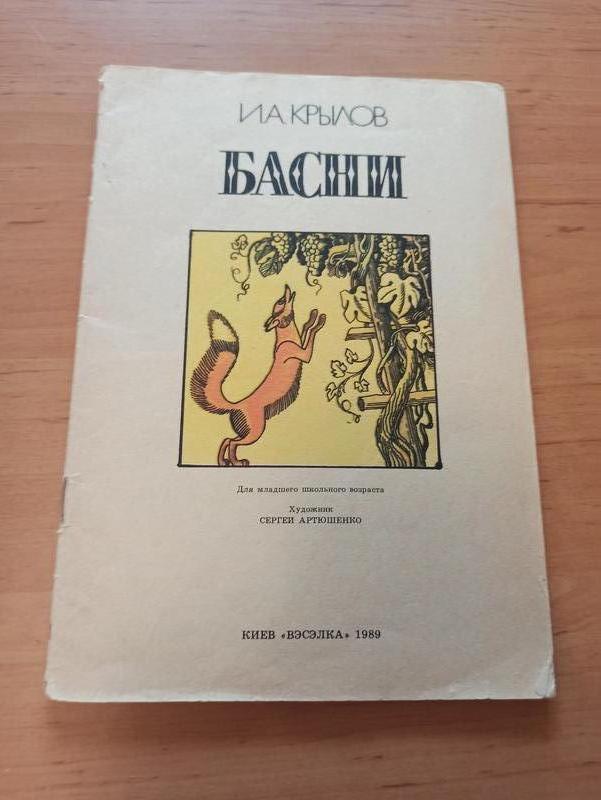 И.А. КРЫЛОВ
БАСНИ
Для младшего школьного возраста
Художник
СЕРГЕЙ АРТЮШЕНКО
КИЕВ «ВЭСЭЛКА» 1989